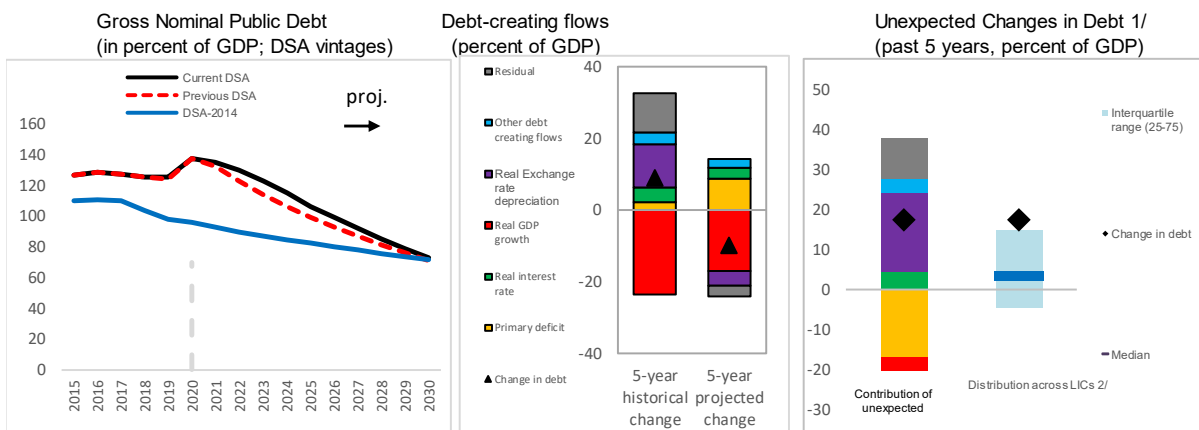 Gross Nominal Public Debt
(in percent of GDP; DSA vintages)
Current DSA
Previous DSA
DSA-2014
proj.
160
140
120
100
80
60
40
20
0
2015
2016
2017
2018
2019
2020
2021
2022
2023
2024
2025
2026
2027
2028
2029
2030
Debt-creating flows
(percent of GDP)
Residual
Other debt
creating flows
Real Exchange
rate
depreciation
Real GDP
growth
Real interest
rate
Primary deficit
Change in debt
40
20
0
-20
-40
5-year
historical
change
5-year
projected
change
Unexpected Changes in Debt 1/
(past 5 years, percent of GDP)
50
40
30
20
10
0
-10
-20
-30
Interquartile
range (25-75)
Change in debt
Median
Contribution of
unexpected
Distribution across LICs 2/